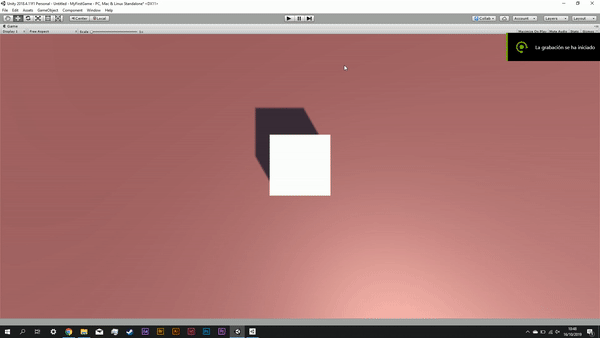 Unity 2018.4.11f1 Personal - Untitled - MyFirstGame - PC, Mac & Linux Standalone* <DX11>
File Edit Assets GameObject Component Window Help
Center Local Collab Account Layers Layout
Game
Display 1 Free Aspect Scale 1x Maximize On Play Mute Audio Stats Gizmos
La grabación se ha iniciado
16/10/2019